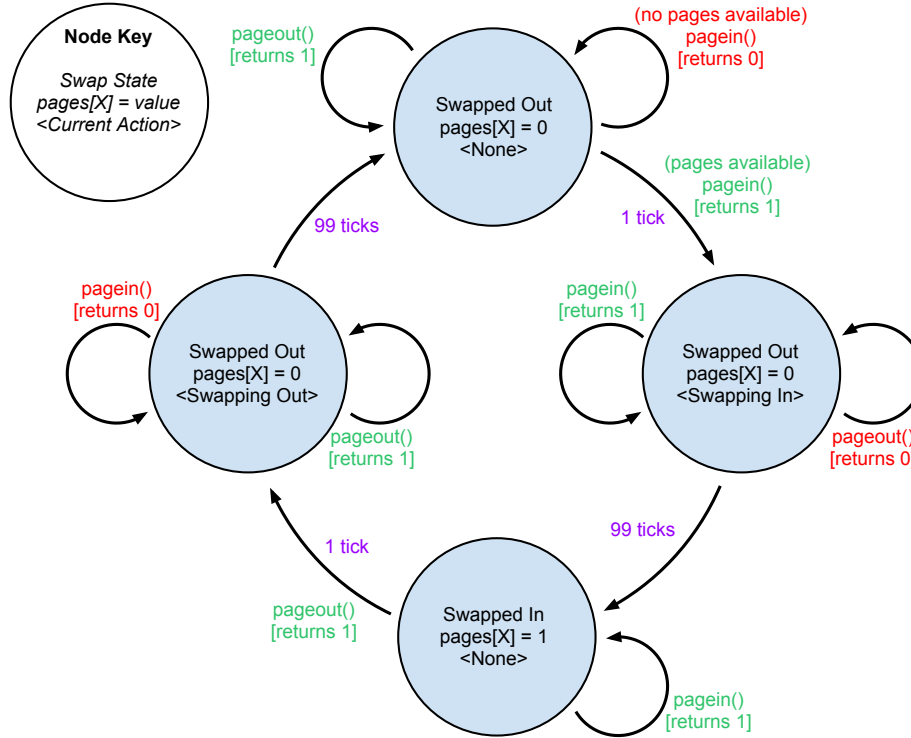 Node Key
Swap State
pages[X] = value
<Current Action>
pageout()
[returns 1]
(no pages available)
pagein()
[returns 0]
Swapped Out
pages[X] = 0
<None>
(pages available)
pagein()
[returns 1]
99 ticks
1 tick
pagein()
[returns 0]
Swapped Out
pages[X] = 0
<Swapping Out>
pageout()
[returns 1]
pagein()
[returns 1]
Swapped Out
pages[X] = 0
<Swapping In>
pageout()
[returns 0
1 tick
99 ticks
pageout()
[returns 1]
Swapped In
pages[X] = 1
<None>
pagein()
[returns 1]